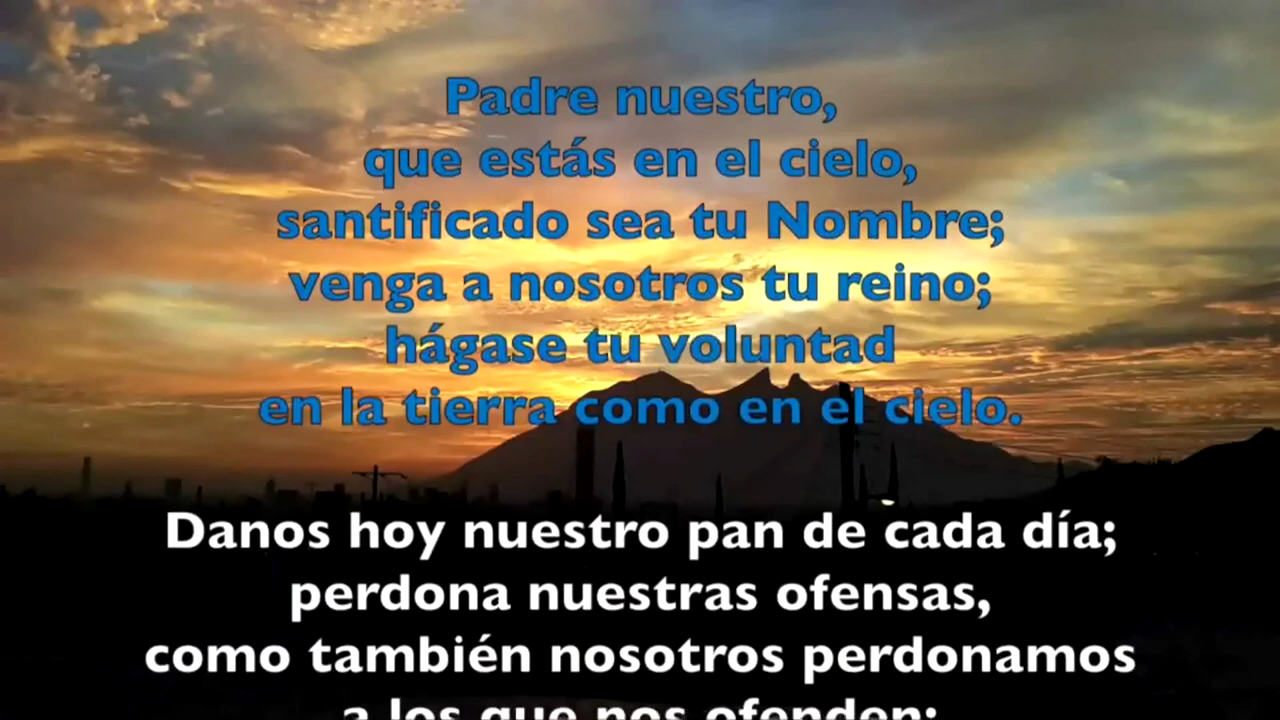 Padre nuestro,
que estás en el cielo,
santificado sea tu Nombre;
venga a nosotros tu reino;
hágase tu voluntad
en la tierra como en el cielo.
Danos hoy nuestro pan de cada día;
perdona nuestras ofensas,
como también nosotros perdonamos
a los que nos ofenden;